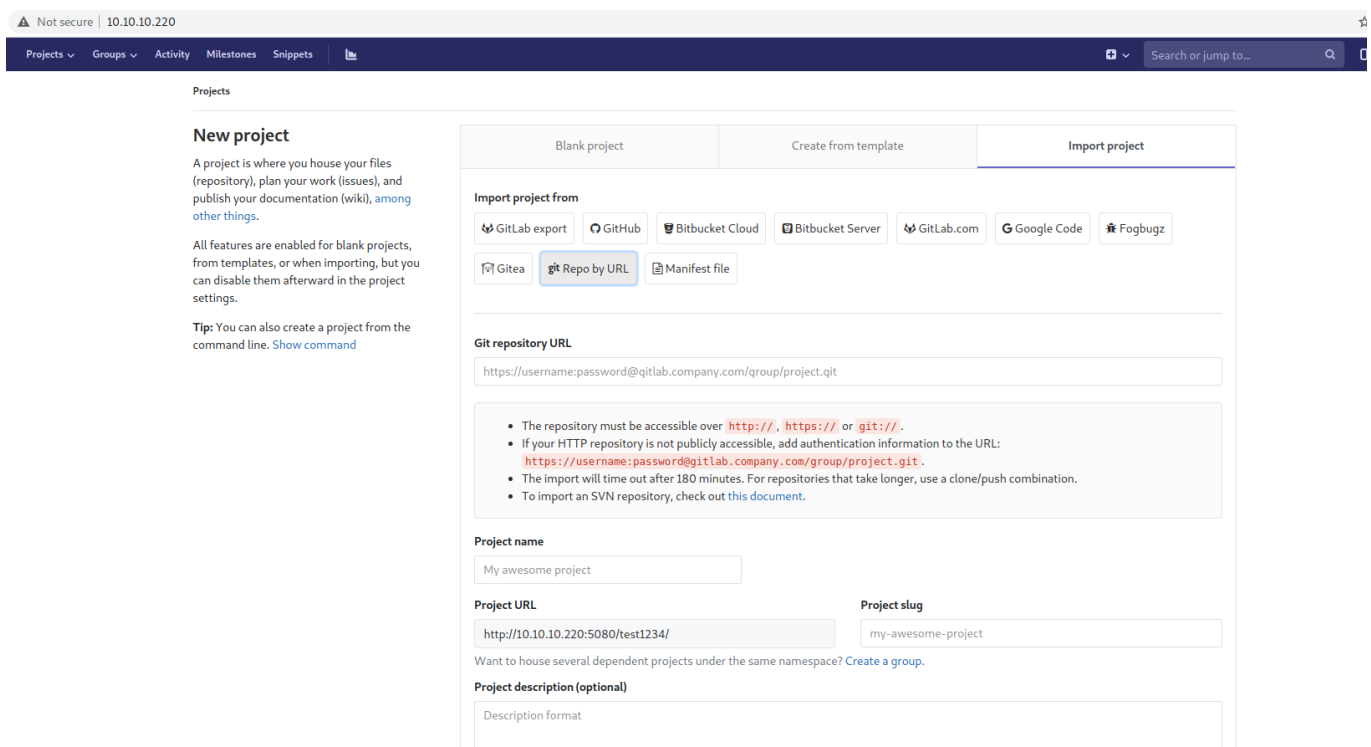 Not secure | 10.10.10.220
Projects Groups Activity Milestones Snippets Search or jump to...
Projects
New project
A project is where you house your files
(repository), plan your work (issues), and
publish your documentation (wiki), among
other things.
All features are enabled for blank projects,
from templates, or when importing, but you
can disable them afterward in the project
settings.
Tip: You can also create a project from the
command line. Show command
Blank project Create from template Import project
Import project from
GitLab export GitHub Bitbucket Cloud Bitbucket Server GitLab.com Google Code Fogbugz
Gitea git Repo by URL Manifest file
Git repository URL
https://username:password@gitlab.company.com/group/project.git
• The repository must be accessible over http://, https:// or git://.
• If your HTTP repository is not publicly accessible, add authentication information to the URL:
https://username:password@gitlab.company.com/group/project.git.
• The import will time out after 180 minutes. For repositories that take longer, use a clone/push combination.
• To import an SVN repository, check out this document.
Project name
My awesome project
Project URL Project slug
http://10.10.10.220:5080/test1234/ my-awesome-project
Want to house several dependent projects under the same namespace? Create a group.
Project description (optional)
Description format